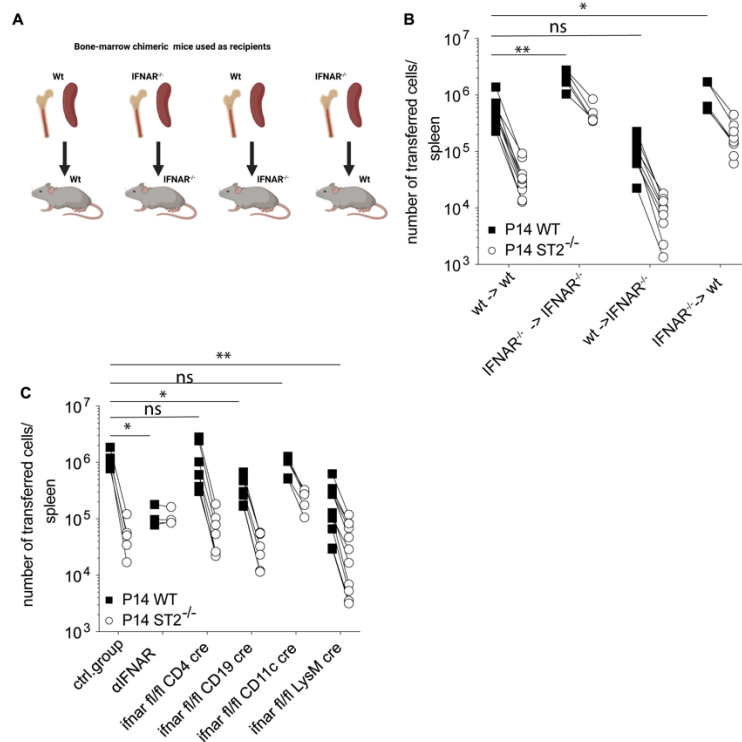 A
Bone-marrow chimeric mice used as recipients
Wt
IFNAR-/-
Wt
IFNAR-/-
Wt
IFNAR-/-
IFNAR-/-
Wt
B
*
ns
**
number of transferred cells/
spleen
10^7
10^6
10^5
10^4
10^3
P14 WT
P14 ST2-/-
wt -> wt
IFNAR-/- -> IFNAR-/-
wt ->IFNAR-/-
IFNAR-/-> wt
C
**
ns
*
ns
*
number of transferred cells/
spleen
10^7
10^6
10^5
10^4
10^3
P14 WT
P14 ST2-/-
ctrl.group
αIFNAR
ifnar fl/fl CD4 cre
ifnar fl/fl CD19 cre
ifnar fl/fl CD11c cre
ifnar fl/fl LysM cre